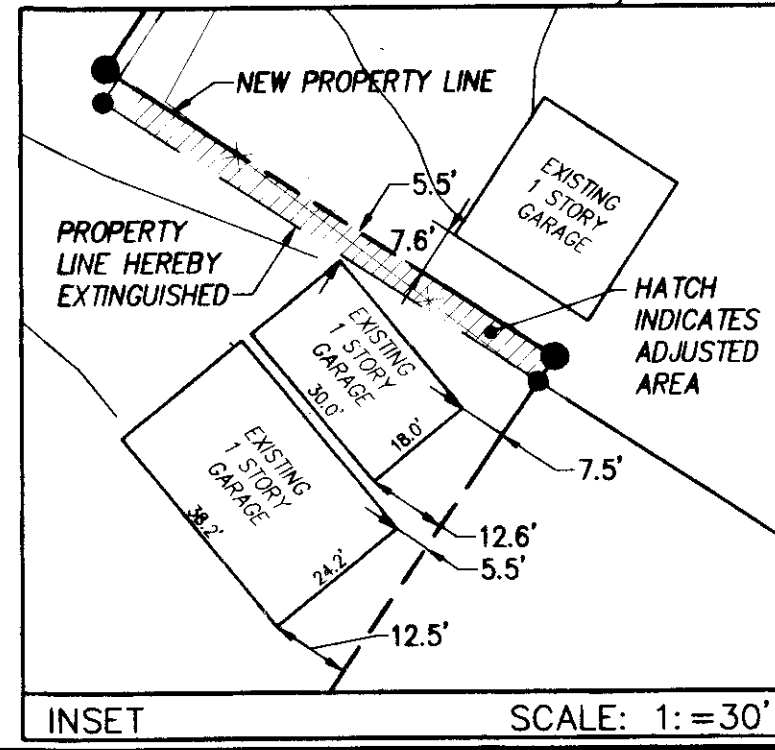 NEW PROPERTY LINE
EXISTING
1 STORY
GARAGE
5.5'
7.6'
PROPERTY
LINE HEREBY
EXTINGUISHED
HATCH
INDICATES
ADJUSTED
AREA
EXISTING
1 STORY
GARAGE
30.0'
18.0'
EXISTING
1 STORY
GARAGE
38.2'
24.2'
7.5'
12.6'
5.5'
12.5'
INSET
SCALE: 1:=30'